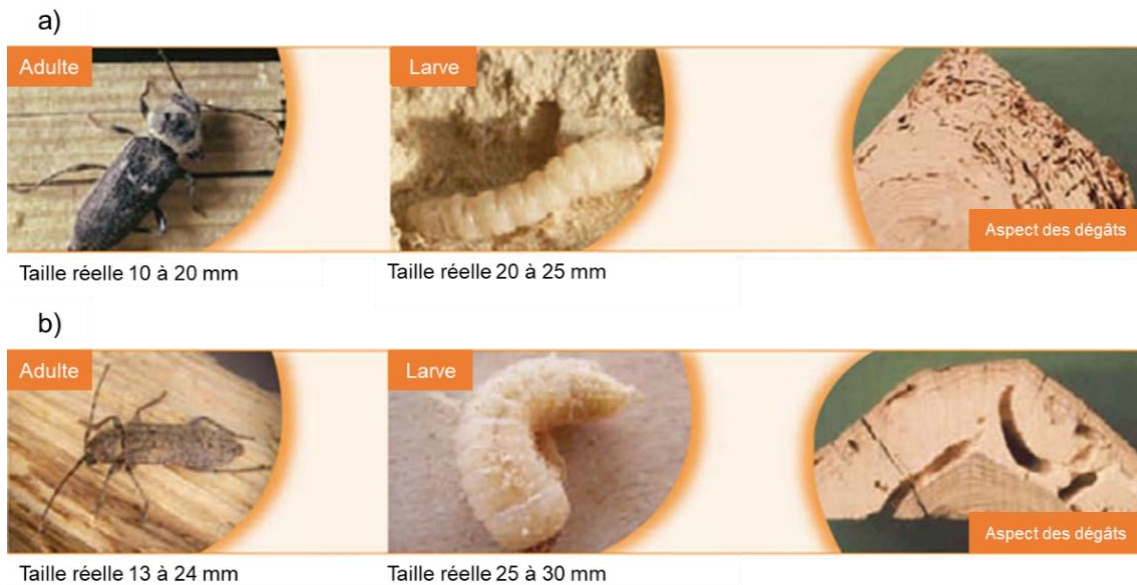 a)
Adulte
Larve
Aspect des dégâts
Taille réelle 10 à 20 mm
Taille réelle 20 à 25 mm
b)
Adulte
Larve
Aspect des dégâts
Taille réelle 13 à 24 mm
Taille réelle 25 à 30 mm